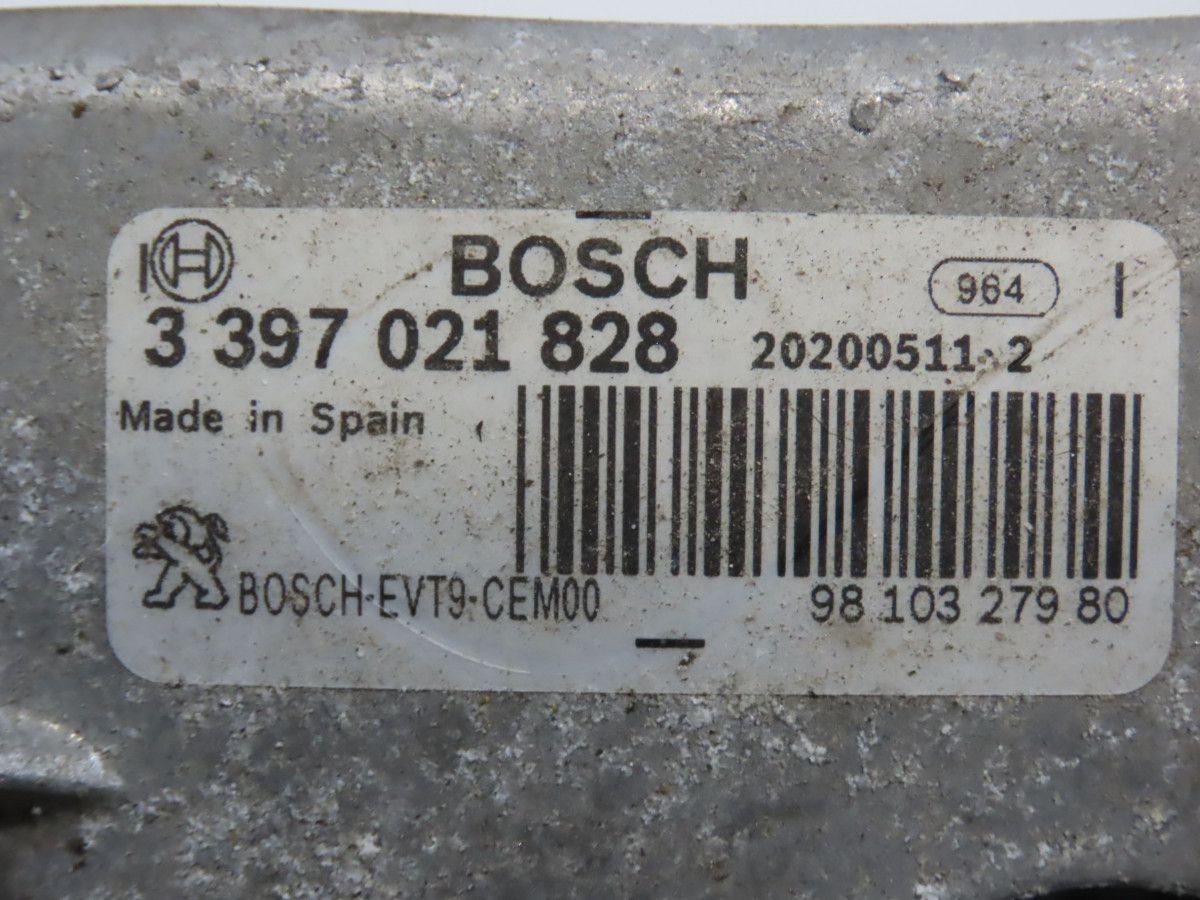 BOSCH
964
3 397 021 828 20200511-2
Made in Spain
BOSCH-EVT9-CEM00
98 103 279 80